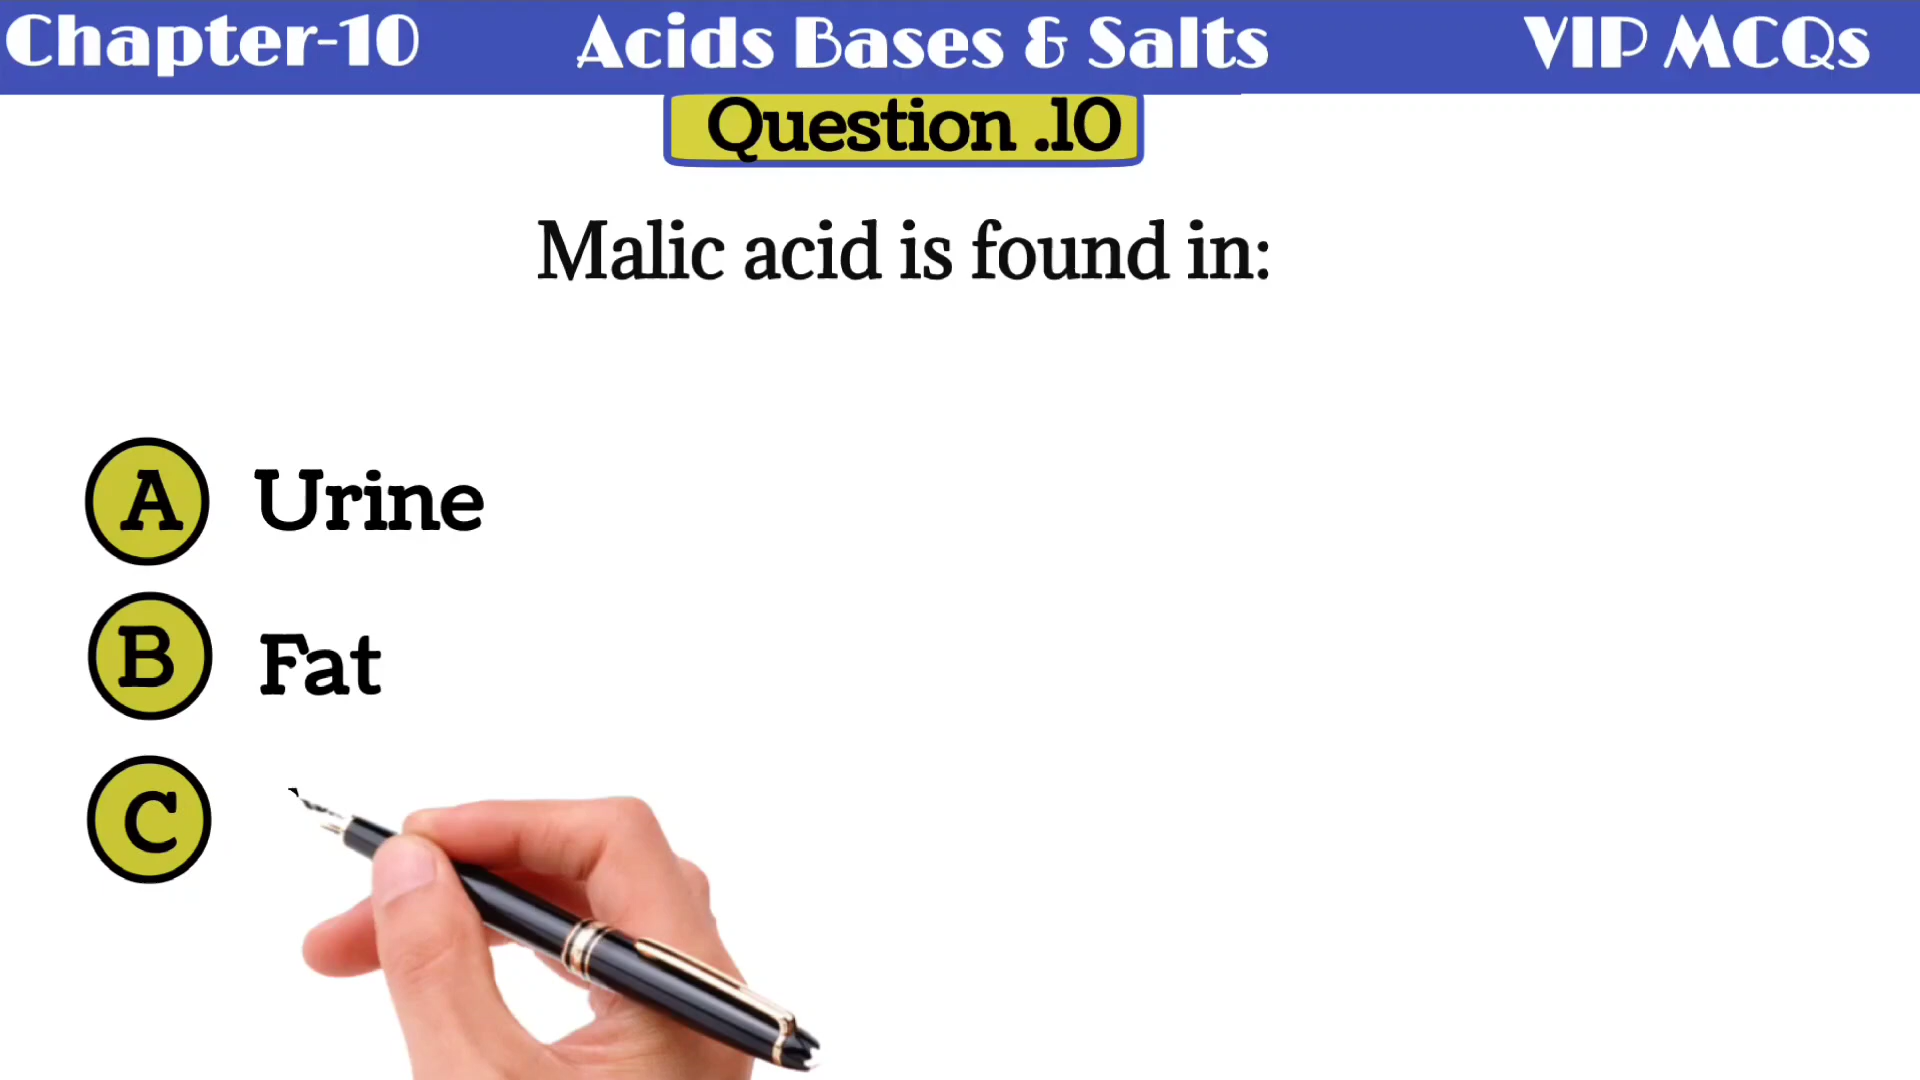 Chapter-10 Acids Bases & Salts VIP MCQs
Question .10
Malic acid is found in:
A Urine
B Fat
C